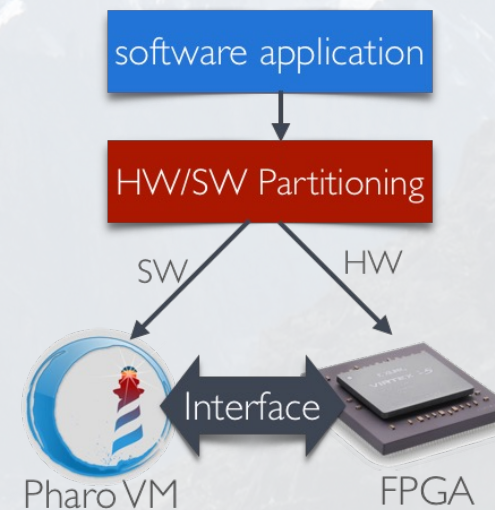 software application
HW/SW Partitioning
SW
HW
Interface
Pharo VM
FPGA